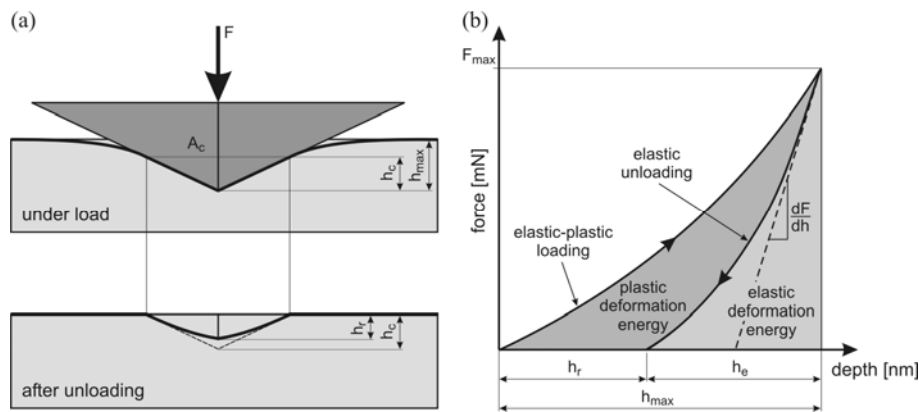 (a)
F
A_c
h_c
h_max
under load
h_r
h_c
after unloading
(b)
F_max
force [mN]
elastic
unloading
dF
dh
elastic-plastic
loading
plastic
deformation
energy
elastic
deformation
energy
depth [nm]
h_r
h_e
h_max